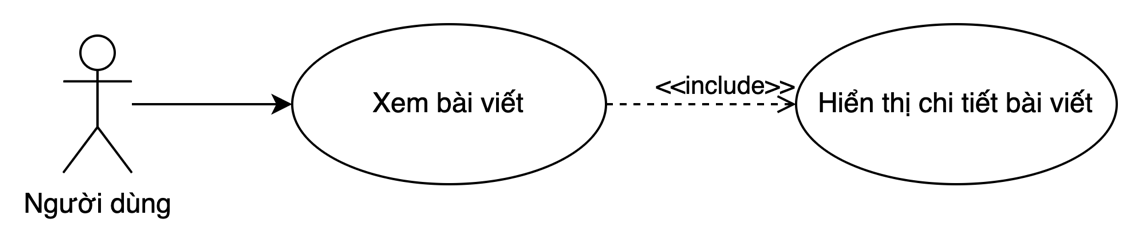 <<include>>
Xem bài viết
Hiển thị chi tiết bài viết
Người dùng